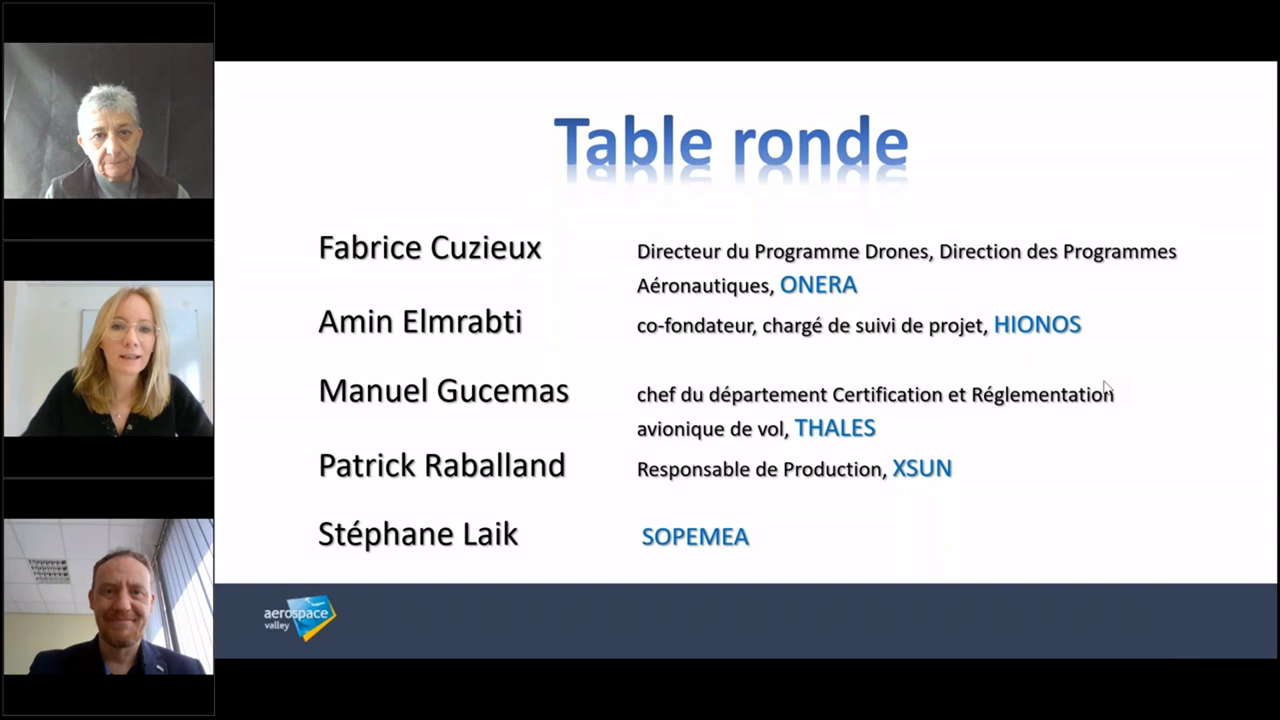 Table ronde
Fabrice Cuzieux
Directeur du Programme Drones, Direction des Programmes
Aéronautiques, ONERA
Amin Elmrabti
co-fondateur, chargé de suivi de projet, HIONOS
Manuel Gucemas
chef du département Certification et Réglementation
avionique de vol, THALES
Patrick Raballand
Responsable de Production, XSUN
Stéphane Laik
SOPEMEA
aerospace
valley